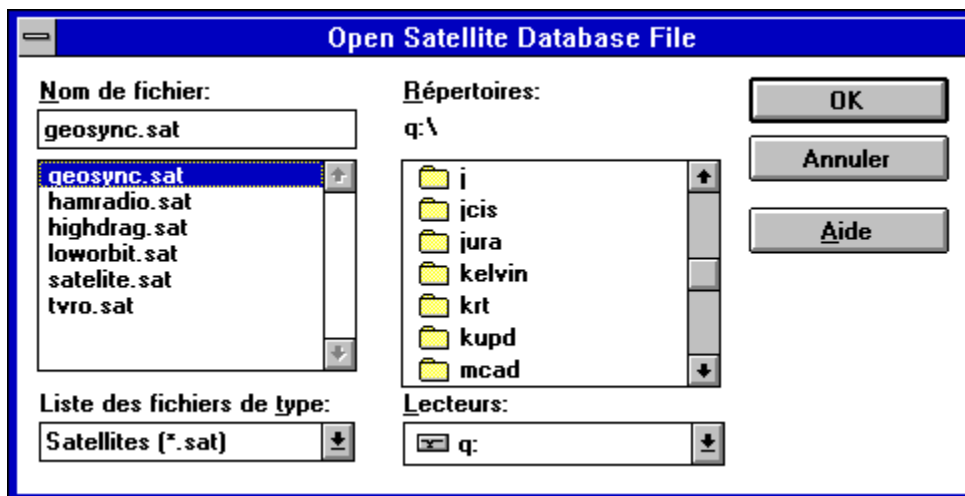 Open Satellite Database File
Nom de fichier:
geosync.sat
geosync.sat
hamradio.sat
highdrag.sat
loworbit.sat
satelite.sat
tvro.sat
Liste des fichiers de type:
Satellites (*.sat)
Répertoires:
q:\
j
jcis
jura
kelvin
krt
kupd
mcad
Lecteurs:
q:
OK
Annuler
Aide